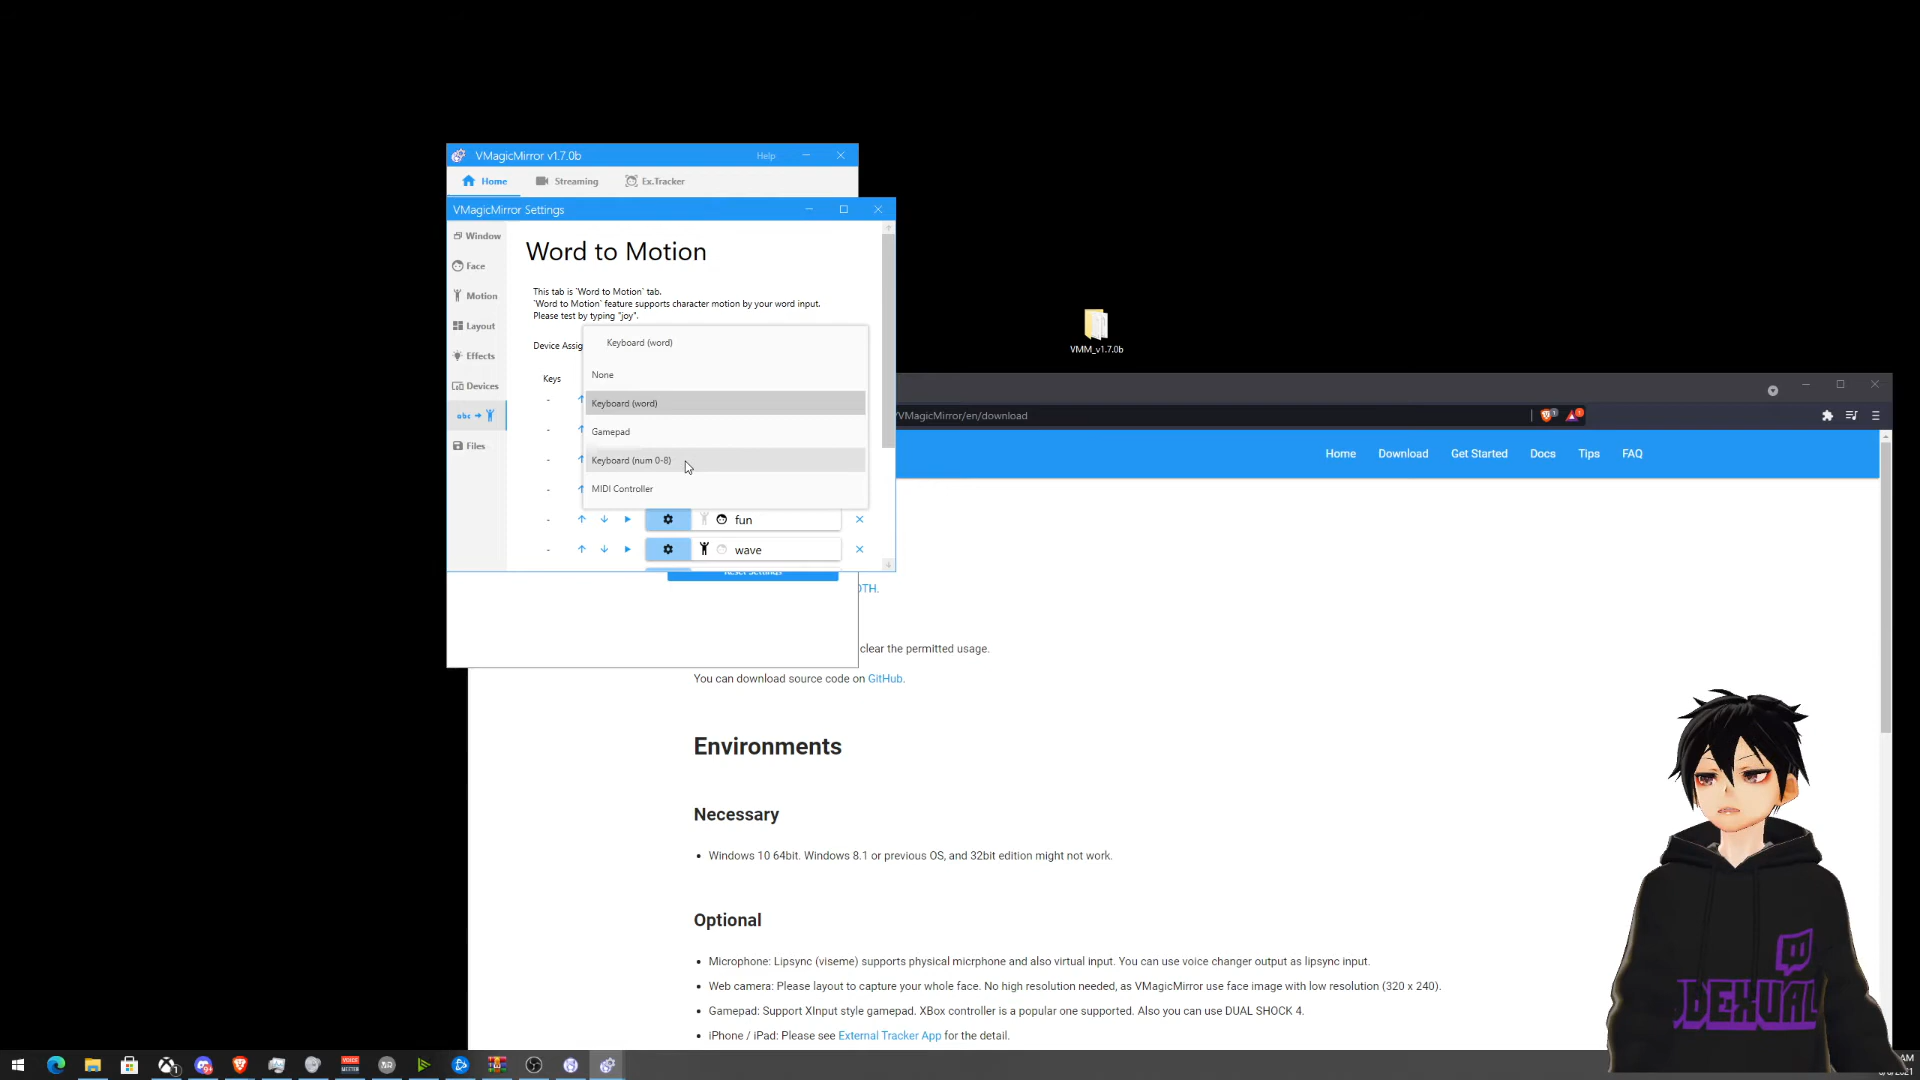 VMagicMirror v1.7.0b
Help
Home
Streaming
Ex.Tracker
VMagicMirror Settings
Window
Face
Motion
Layout
Effects
Devices
abc
Files
Word to Motion
This tab is `Word to Motion` tab.
`Word to Motion` feature supports character motion by your word input.
Please test by typing "joy".
Device Assig
Keyboard (word)
None
Keyboard (word)
Gamepad
Keyboard (num 0-8)
MIDI Controller
Keys
-
-
-
-
- fun
- wave
VMM_v1.7.0b
VMagicMirror/en/download
Home
Download
Get Started
Docs
Tips
FAQ
OTH.
clear the permitted usage.
You can download source code on GitHub.
Environments
Necessary
• Windows 10 64bit. Windows 8.1 or previous OS, and 32bit edition might not work.
Optional
• Microphone: Lipsync (viseme) supports physical micrphone and also virtual input. You can use voice changer output as lipsync input.
• Web camera: Please layout to capture your whole face. No high resolution needed, as VMagicMirror use face image with low resolution (320 x 240).
• Gamepad: Support XInput style gamepad. XBox controller is a popular one supported. Also you can use DUAL SHOCK 4.
• iPhone / iPad: Please see External Tracker App for the detail.
DEXUAL
AM